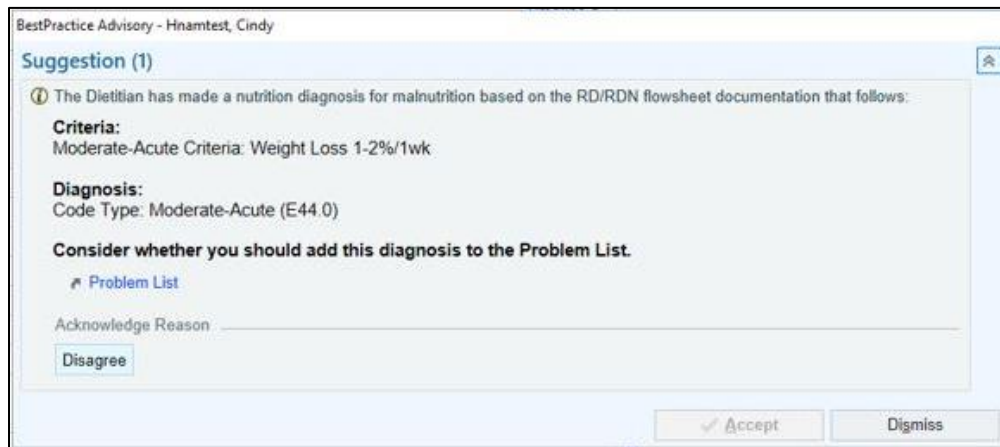 BestPractice Advisory - Hnamtest, Cindy
Suggestion (1)
The Dietitian has made a nutrition diagnosis for malnutrition based on the RD/RDN flowsheet documentation that follows:
Criteria:
Moderate-Acute Criteria: Weight Loss 1-2%/1wk
Diagnosis:
Code Type: Moderate-Acute (E44.0)
Consider whether you should add this diagnosis to the Problem List.
Problem List
Acknowledge Reason
Disagree
Accept Dismiss